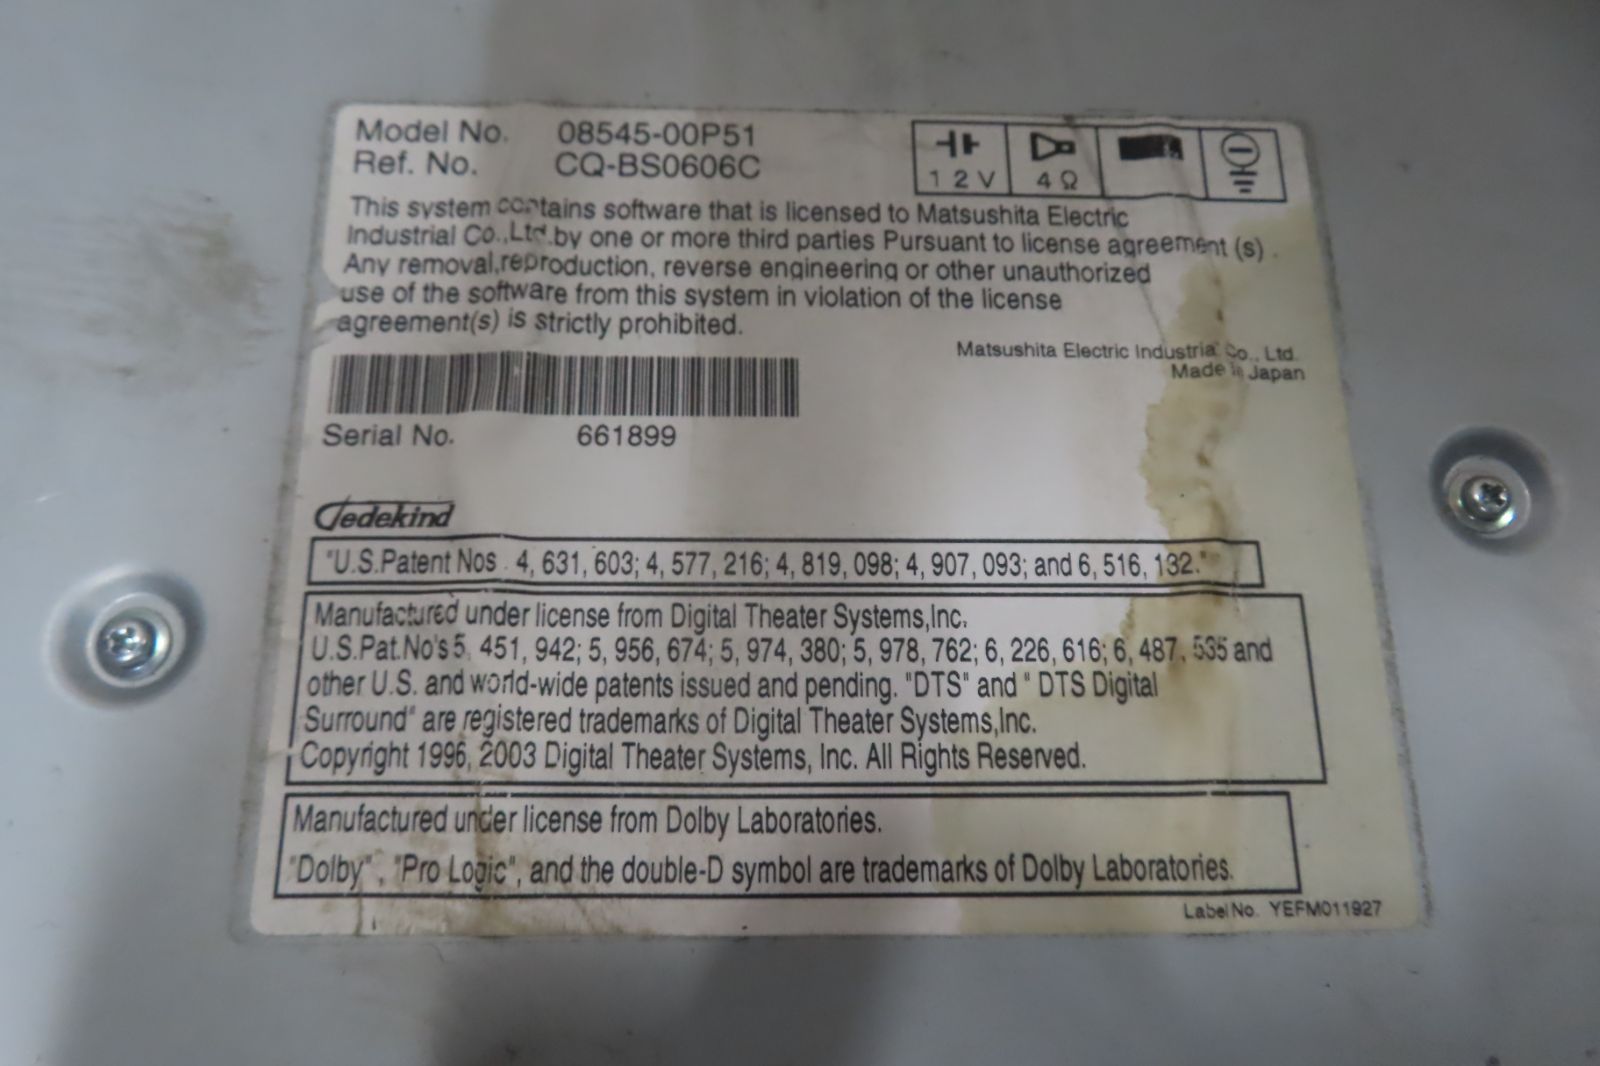 Model No. 08545-00P51
Ref. No. CQ-BS0606C
12V 4Ω
This system contains software that is licensed to Matsushita Electric
Industrial Co.,Ltd.by one or more third parties Pursuant to license agreement (s) .
Any removal,reproduction, reverse engineering or other unauthorized
use of the software from this system in violation of the license
agreement(s) is strictly prohibited.
Matsushita Electric Industrial Co., Ltd.
Made in Japan
Serial No. 661899
Dedekind
"U.S.Patent Nos . 4, 631, 603; 4, 577, 216; 4, 819, 098; 4, 907, 093; and 6, 516, 132."
Manufactured under license from Digital Theater Systems,Inc.
U.S.Pat.No's 5, 451, 942; 5, 956, 674; 5, 974, 380; 5, 978, 762; 6, 226, 616; 6, 487, 535 and
other U.S. and world-wide patents issued and pending. "DTS" and " DTS Digital
Surround" are registered trademarks of Digital Theater Systems,Inc.
Copyright 1996, 2003 Digital Theater Systems, Inc. All Rights Reserved.
Manufactured under license from Dolby Laboratories.
"Dolby", "Pro Logic", and the double-D symbol are trademarks of Dolby Laboratories.
Label No. YEFM011927